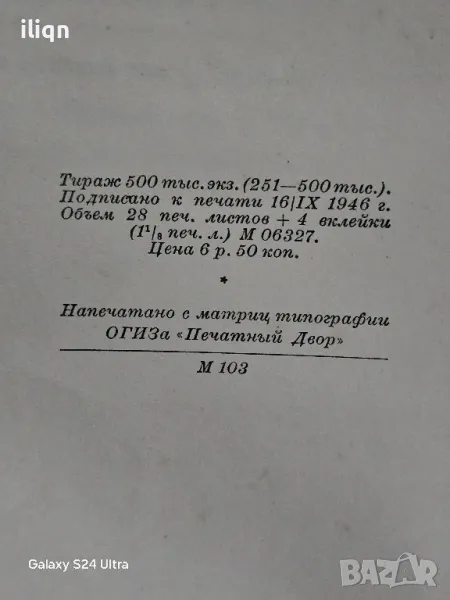 iliqn
Тираж 500 тыс. экз. (251—500 тыс.).
Подписано к печати 16/IX 1946 г.
Объем 28 печ. листов + 4 вклейки
(1¹/₈ печ. л.) М 06327.
Цена 6 р. 50 коп.
*
Напечатано с матриц типографии
ОГИЗа «Печатный Двор»
М 103
Galaxy S24 Ultra
BAZAR